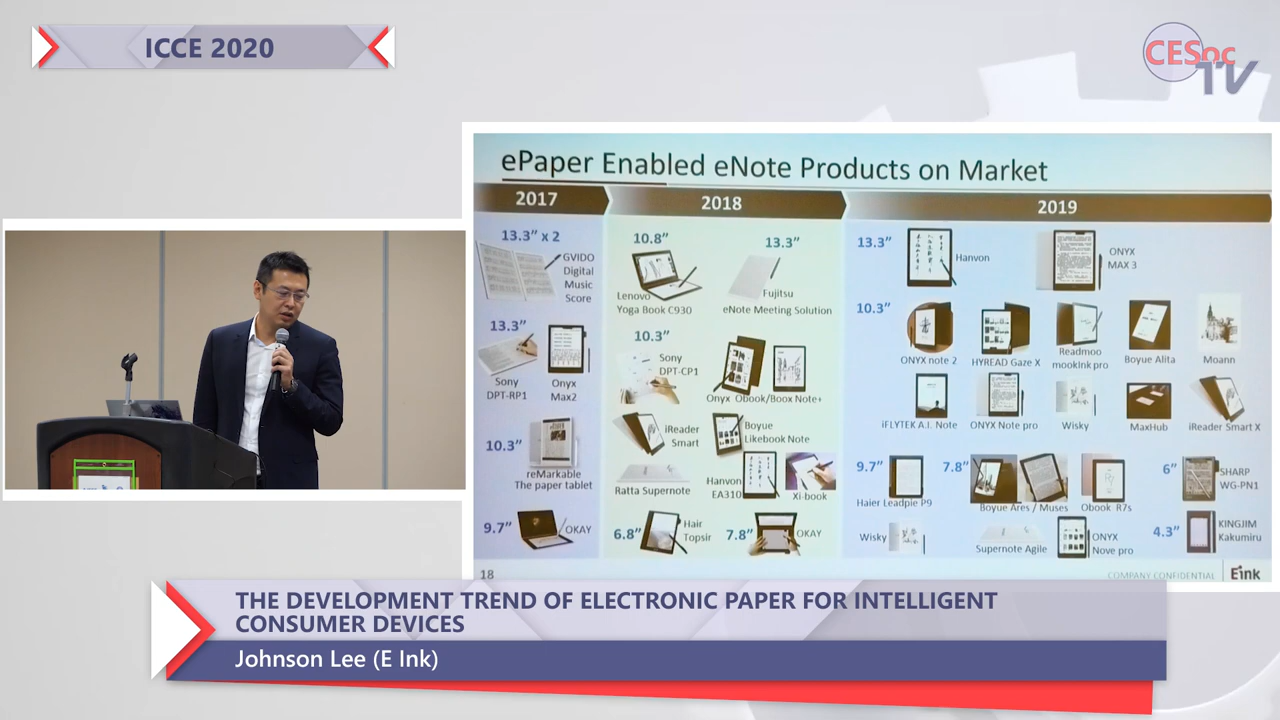 ICCE 2020
CESoc
TV
ePaper Enabled eNote Products on Market
2017
2018
2019
13.3” x 2
GVIDO
Digital
Music
Score
13.3”
Sony
DPT-RP1
Onyx
Max2
10.3”
reMarkable
The paper tablet
9.7”
OKAY
10.8”
Lenovo
Yoga Book C930
13.3”
Fujitsu
eNote Meeting Solution
10.3”
Sony
DPT-CP1
Onyx Obook/Boox Note+
iReader
Smart
Boyue
Likebook Note
Ratta Supernote
Hanvon
EA310
Xi-book
6.8”
Hair
Topsir
7.8”
OKAY
13.3”
Hanvon
ONYX
MAX 3
10.3”
ONYX note 2
HYREAD Gaze X
Readmoo
mooInk pro
Boyue Alita
Moann
iFLYTEK A.I. Note
ONYX Note pro
Wisky
MaxHub
iReader Smart X
9.7”
Haier Leadpie P9
7.8”
Boyue Ares / Muses
Obook R7s
6”
SHARP
WG-PN1
Wisky
Supernote Agile
ONYX
Nove pro
4.3”
KINGJIM
Kakumiru
18
COMPANY CONFIDENTIAL
E ink
THE DEVELOPMENT TREND OF ELECTRONIC PAPER FOR INTELLIGENT
CONSUMER DEVICES
Johnson Lee (E Ink)